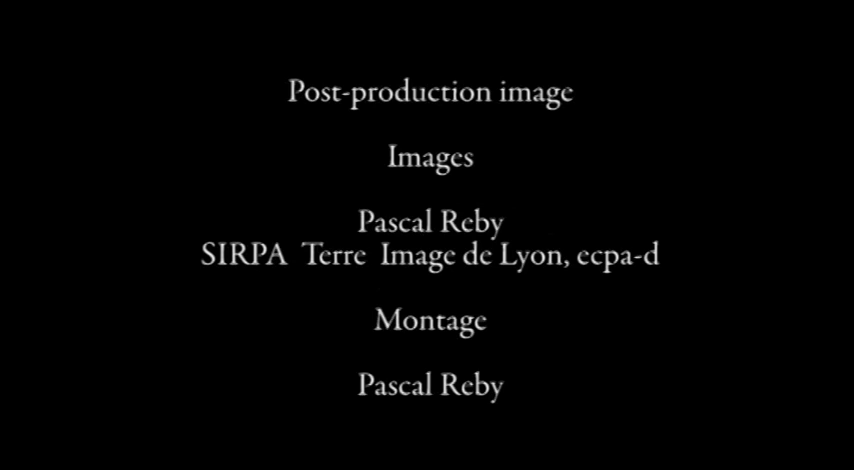 Post-production image
Images
Pascal Reby
SIRPA Terre Image de Lyon, ecpa-d
Montage
Pascal Reby